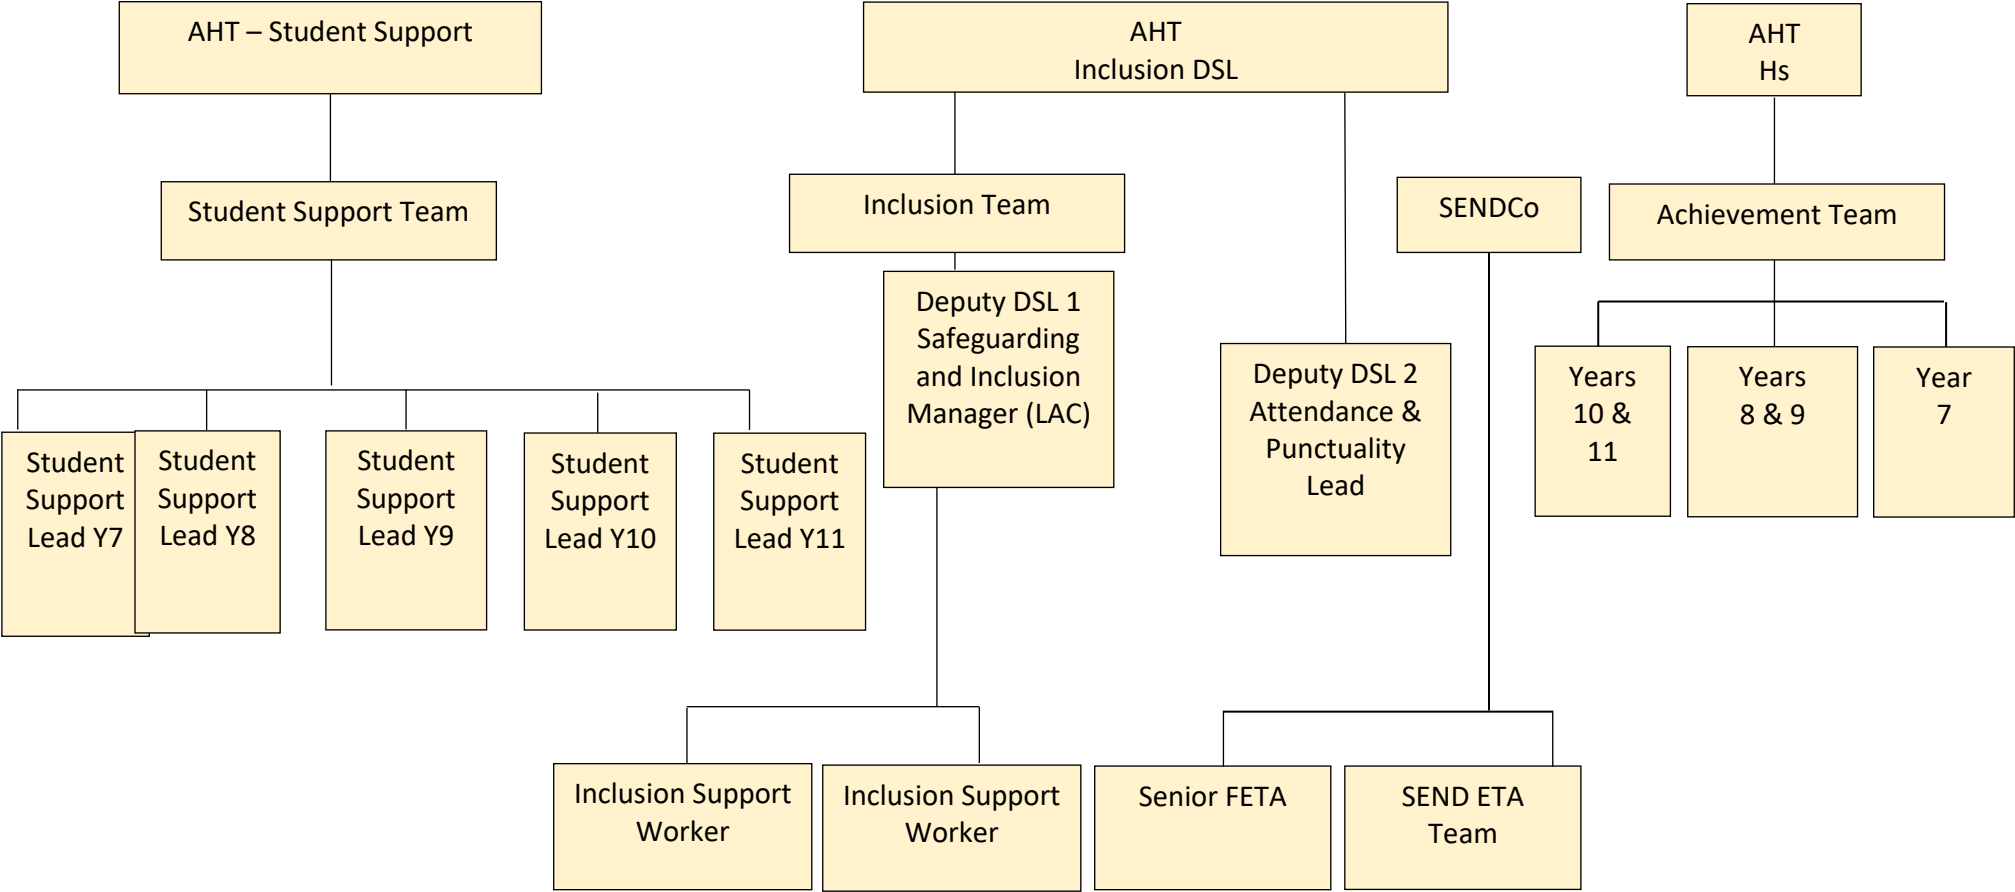 AHT – Student Support
AHT
Inclusion DSL
AHT
Hs
Student Support Team
Inclusion Team
SENDCo
Achievement Team
Deputy DSL 1
Safeguarding
and Inclusion
Manager (LAC)
Deputy DSL 2
Attendance &
Punctuality
Lead
Years
10 &
11
Years
8 & 9
Year
7
Student
Support
Lead Y7
Student
Support
Lead Y8
Student
Support
Lead Y9
Student
Support
Lead Y10
Student
Support
Lead Y11
Inclusion Support
Worker
Inclusion Support
Worker
Senior FETA
SEND ETA
Team